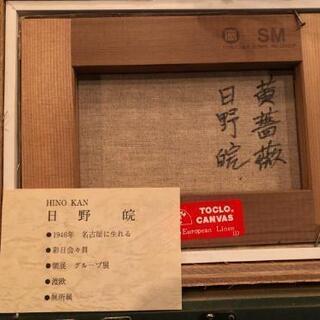 SM
黄薔薇
日野皖
TOCLO.
CANVAS
European Linen
HINO KAN
日野 皖
●1946年 名古屋に生れる
●彩日会々員
●個展 グループ展
●渡欧
●無所属